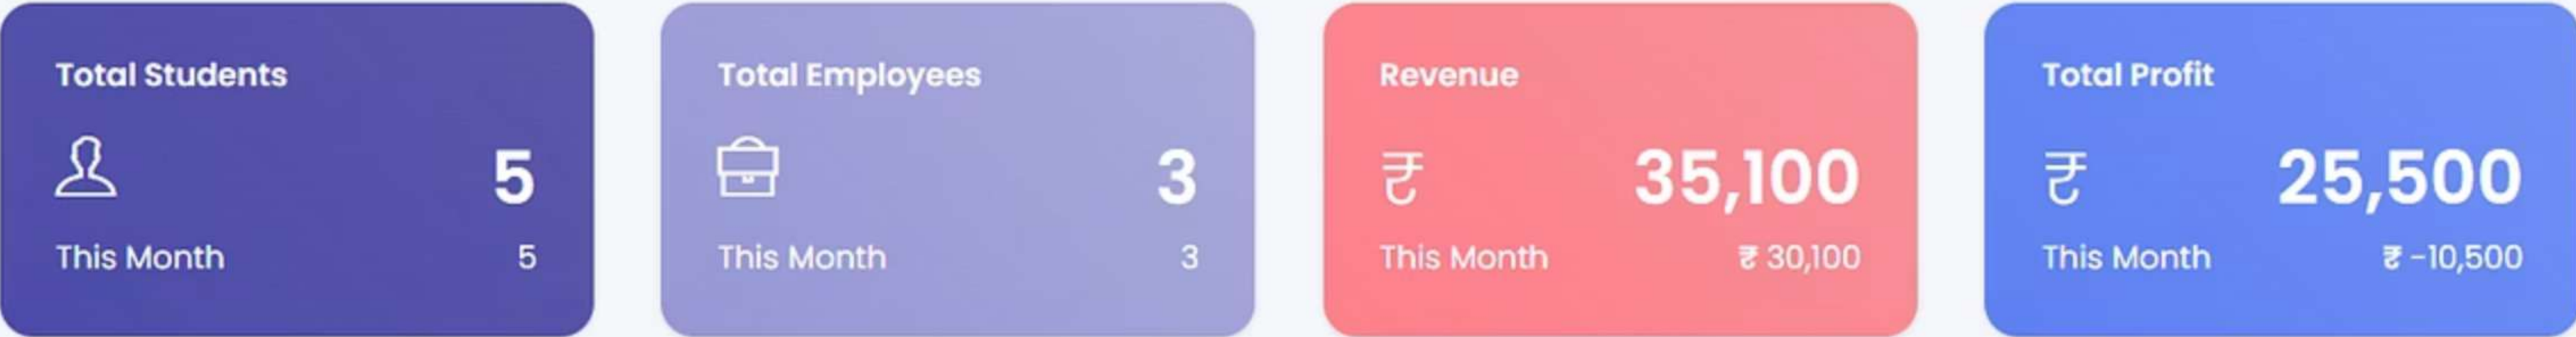 Total Students
5
This Month 5
Total Employees
3
This Month 3
Revenue
₹ 35,100
This Month ₹ 30,100
Total Profit
₹ 25,500
This Month ₹ -10,500